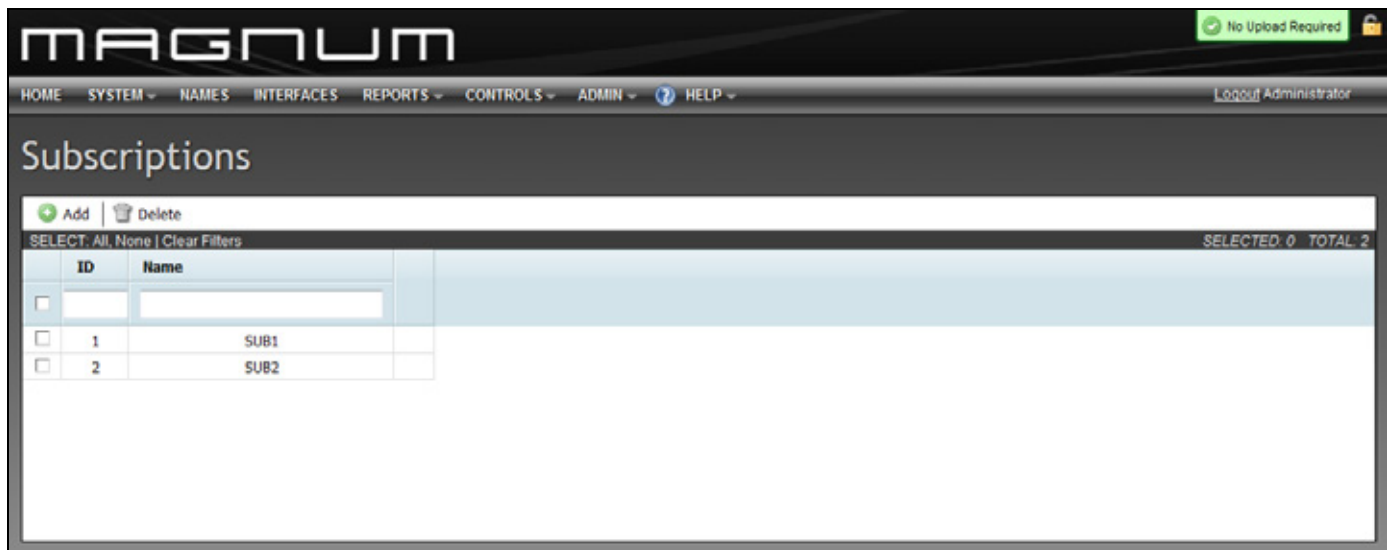 MAGNUM
No Upload Required
HOME SYSTEM NAMES INTERFACES REPORTS CONTROLS ADMIN ? HELP
Logout Administrator
Subscriptions
Add | Delete
SELECT: All, None | Clear Filters
SELECTED: 0 TOTAL: 2
ID Name
1 SUB1
2 SUB2